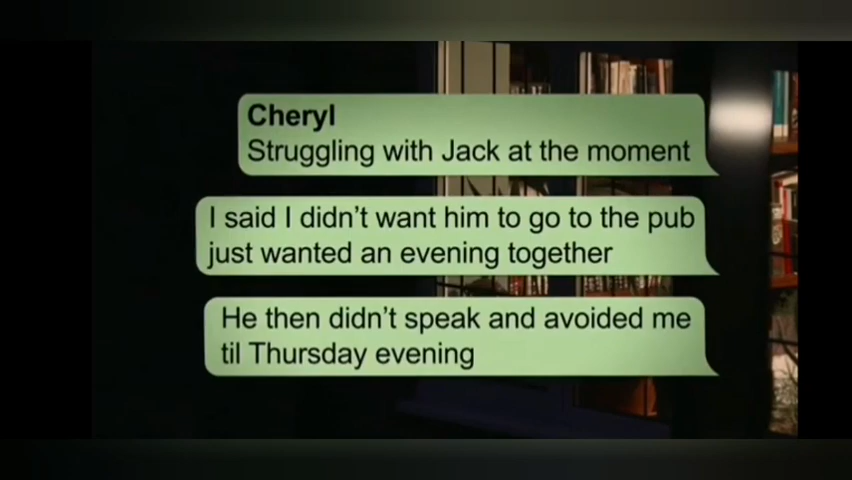 Cheryl
Struggling with Jack at the moment
I said I didn't want him to go to the pub
just wanted an evening together
He then didn't speak and avoided me
til Thursday evening